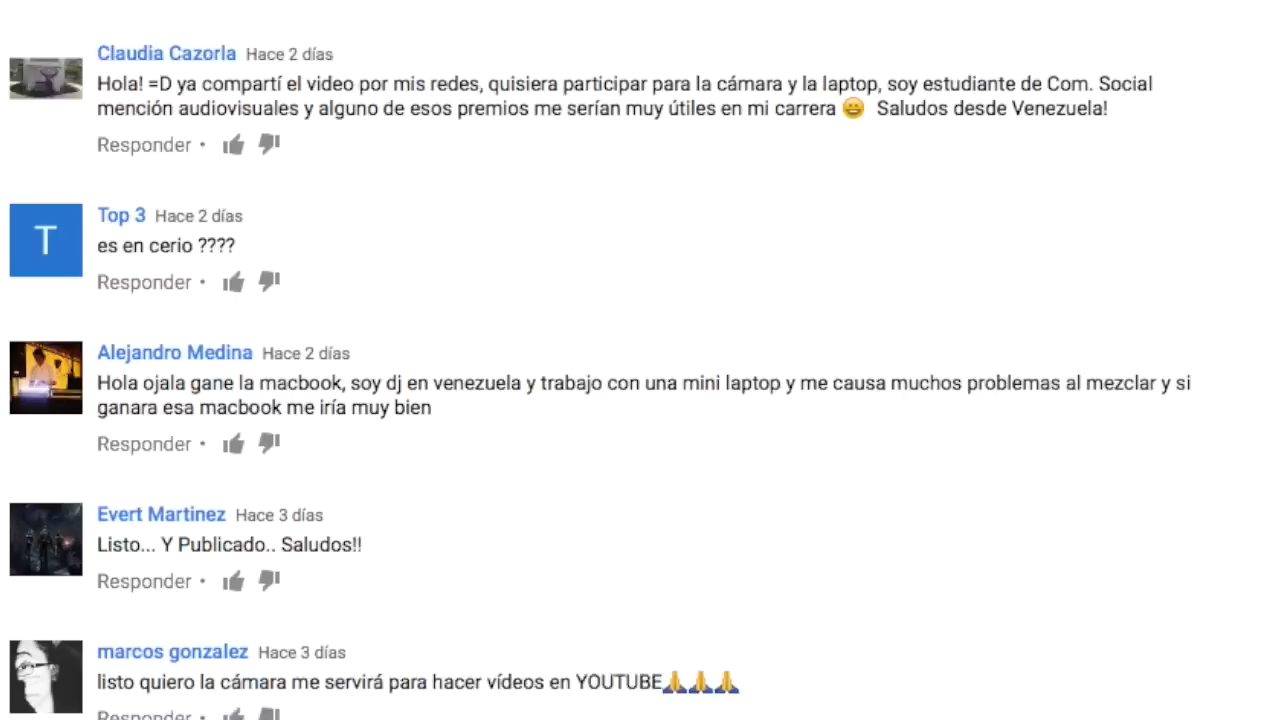 Claudia Cazorla Hace 2 días
Hola! =D ya compartí el video por mis redes, quisiera participar para la cámara y la laptop, soy estudiante de Com. Social
mención audiovisuales y alguno de esos premios me serían muy útiles en mi carrera 😀 Saludos desde Venezuela!
Responder •
T
Top 3 Hace 2 días
es en cerio ????
Responder •
Alejandro Medina Hace 2 días
Hola ojala gane la macbook, soy dj en venezuela y trabajo con una mini laptop y me causa muchos problemas al mezclar y si
ganara esa macbook me iría muy bien
Responder •
Evert Martinez Hace 3 días
Listo... Y Publicado.. Saludos!!
Responder •
marcos gonzalez Hace 3 días
listo quiero la cámara me servirá para hacer vídeos en YOUTUBE🙏🙏🙏
Responder •